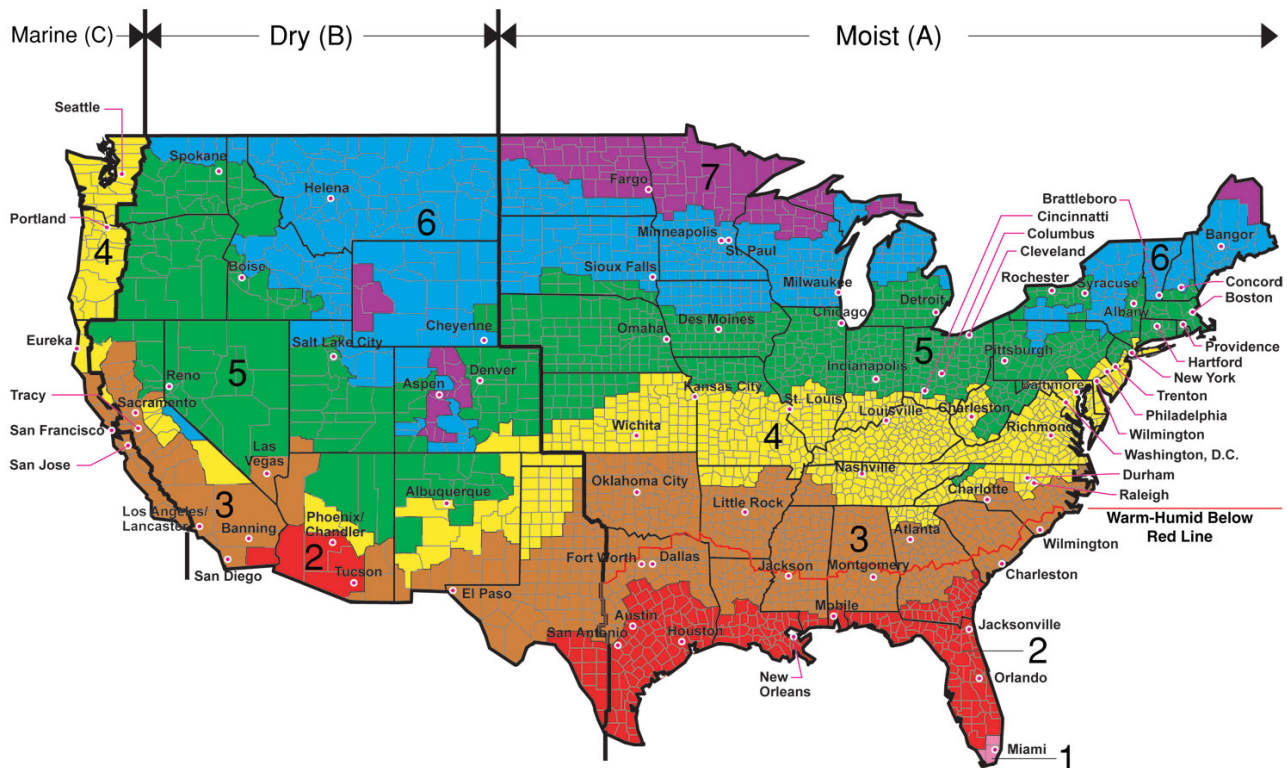 Marine (C)
Dry (B)
Moist (A)
Seattle
Spokane
Helena
Fargo
7
Portland
4
6
Minneapolis
St. Paul
Brattleboro
Cincinnatti
Columbus
Cleveland
Rochester
Syracuse
6
Bangor
Boise
Sioux Falls
Milwaukee
Detroit
Albany
Concord
Boston
Eureka
Cheyenne
Salt Lake City
Omaha
Des Moines
Chicago
Providence
Hartford
New York
Reno
5
Aspen
Denver
Indianapolis
5
Pittsburgh
Trenton
Tracy
Sacramento
Kansas City
Baltimore
Philadelphia
San Francisco
Las
Vegas
Wichita
St. Louis
4
Louisville
Charleston
Richmond
Wilmington
Washington, D.C.
San Jose
Nashville
Durham
Raleigh
3
Albuquerque
Oklahoma City
Little Rock
Charlotte
Los Angeles/
Lancaster
Banning
Phoenix/
Chandler
2
Atlanta
3
Warm-Humid Below
Red Line
Wilmington
San Diego
Tucson
El Paso
Fort Worth
Dallas
Jackson
Montgomery
Charleston
Austin
San Antonio
Houston
Mobile
Jacksonville
2
New
Orleans
Orlando
Miami
1